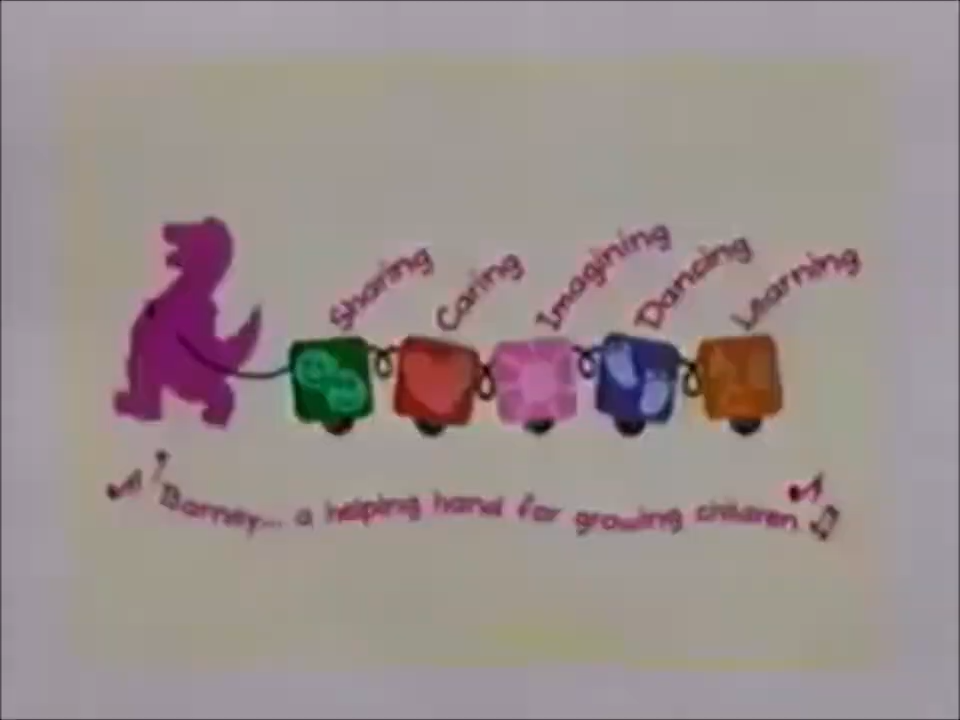 Sharing
Caring
Imagining
Dancing
Learning
Barney... a helping hand for growing children